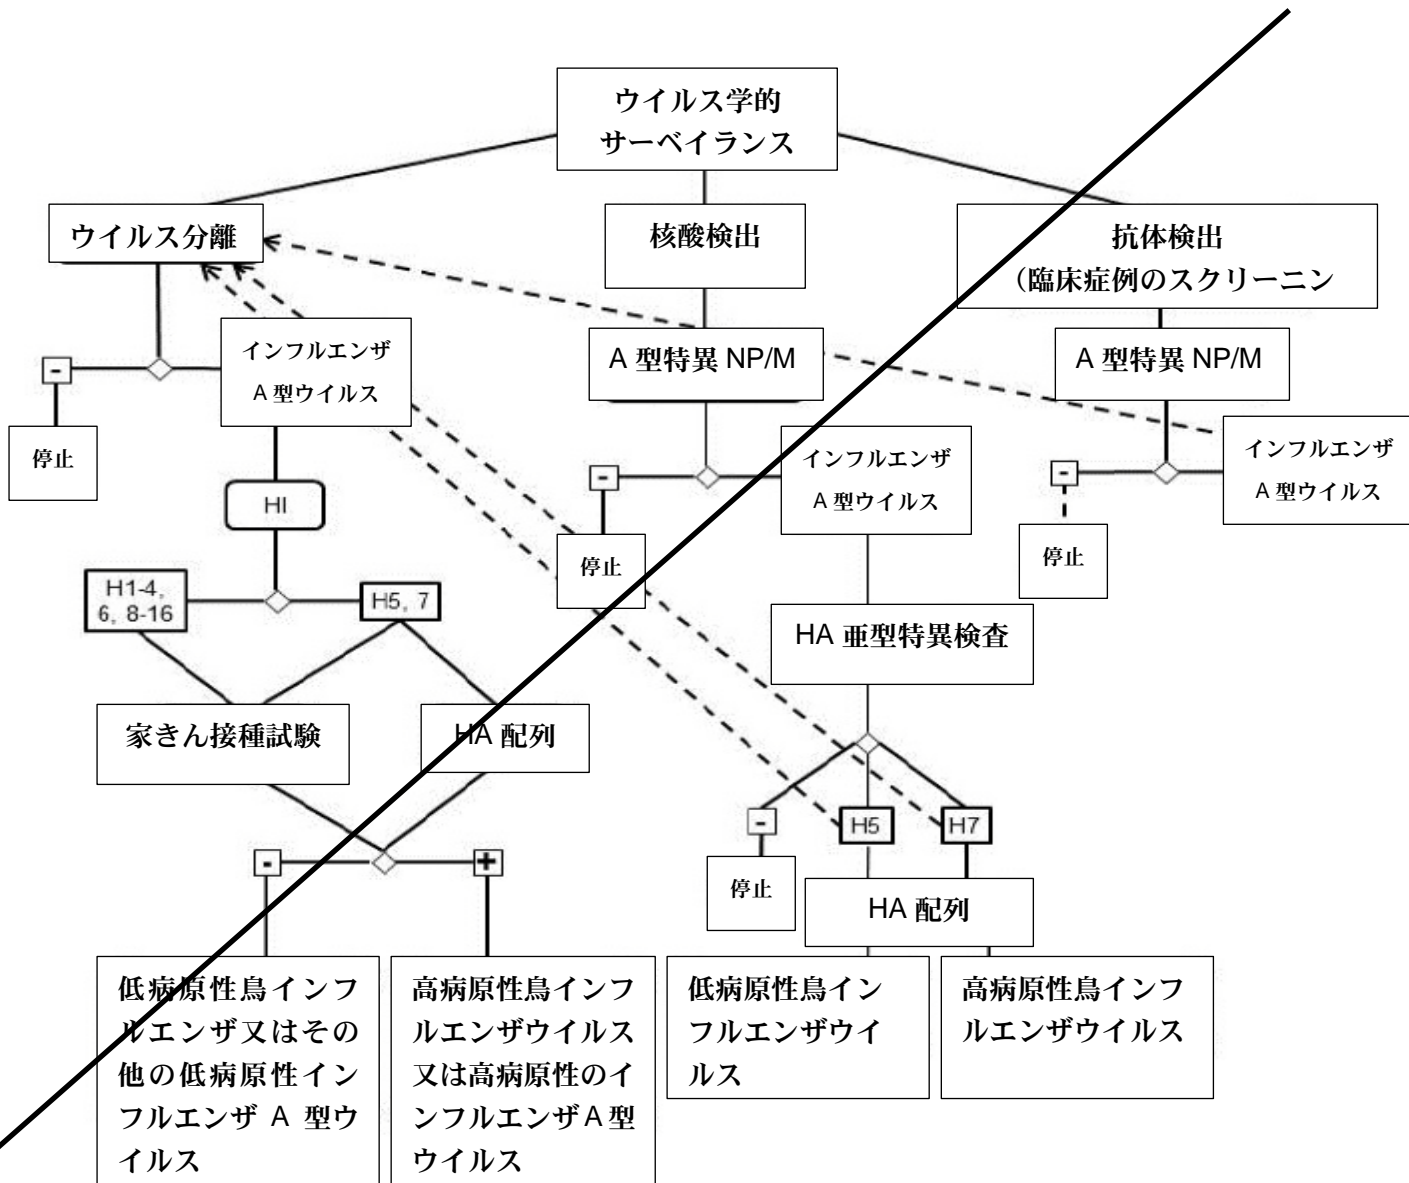 ウイルス学的
サーベイランス
ウイルス分離
核酸検出
抗体検出
（臨床症例のスクリーニン
インフルエンザ
A 型ウイルス
A 型特異 NP/M
A 型特異 NP/M
-
停止
HI
-
停止
インフルエンザ
A 型ウイルス
-
停止
インフルエンザ
A 型ウイルス
H1-4,
6, 8-16
H5, 7
HA 亜型特異検査
家きん接種試験
HA 配列
-
+
-
停止
H5
H7
HA 配列
低病原性鳥インフ
ルエンザ又はその
他の低病原性イン
フルエンザ A 型ウ
イルス
高病原性鳥インフ
ルエンザウイルス
又は高病原性のイ
ンフルエンザA型
ウイルス
低病原性鳥イン
フルエンザウイ
ルス
高病原性鳥インフ
ルエンザウイルス